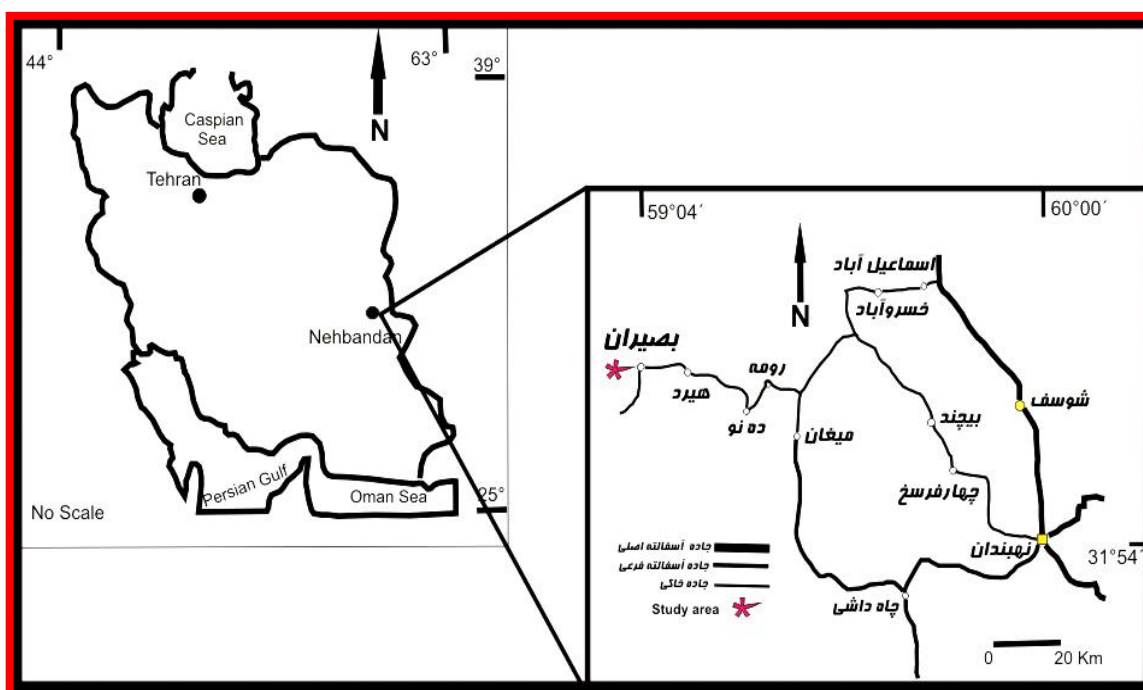 44°
63°
39°
N
Caspian
Sea
Tehran
Nehbandan
Persian Gulf
Oman Sea
25°
No Scale
59°04´
60°00´
N
اسماعیل آباد
خسروآباد
بصیران
رومه
هیرد
ده نو
میغان
بیچند
شوسف
چهارفرسخ
نهبندان
31°54´
چاه داشی
جاده آسفالته اصلی
جاده آسفالته فرعی
جاده خاکی
Study area
0 20 Km